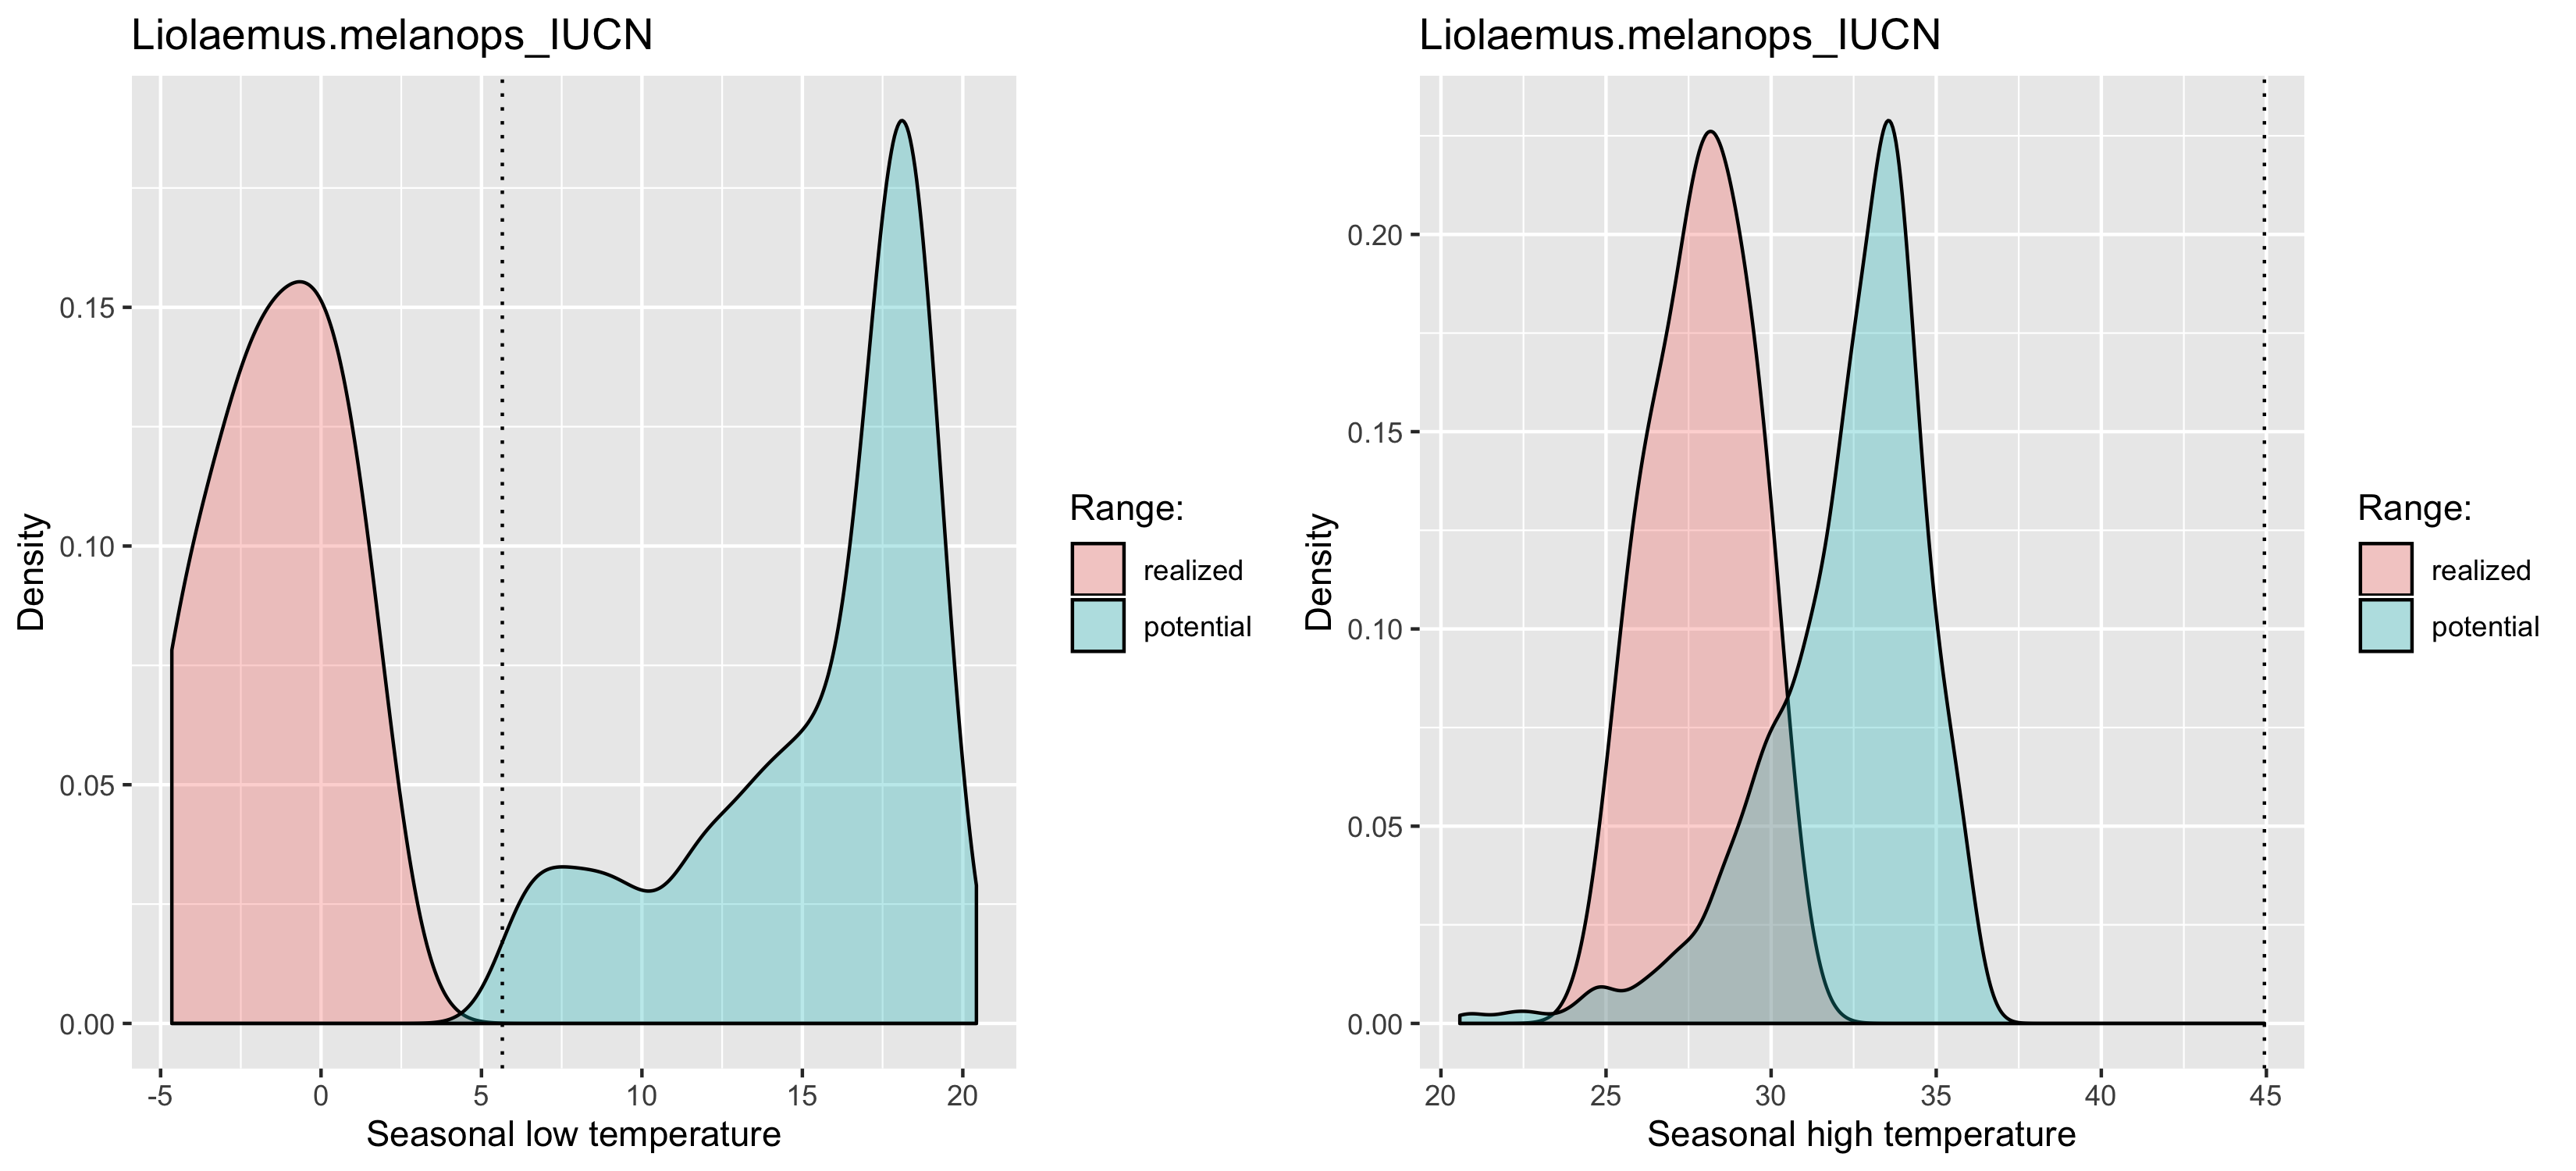 Liolaemus.melanops_IUCN
0.15
0.10
0.05
0.00
Density
-5 0 5 10 15 20
Seasonal low temperature
Range:
realized
potential
Liolaemus.melanops_IUCN
0.20
0.15
0.10
0.05
0.00
Density
20 25 30 35 40 45
Seasonal high temperature
Range:
realized
potential